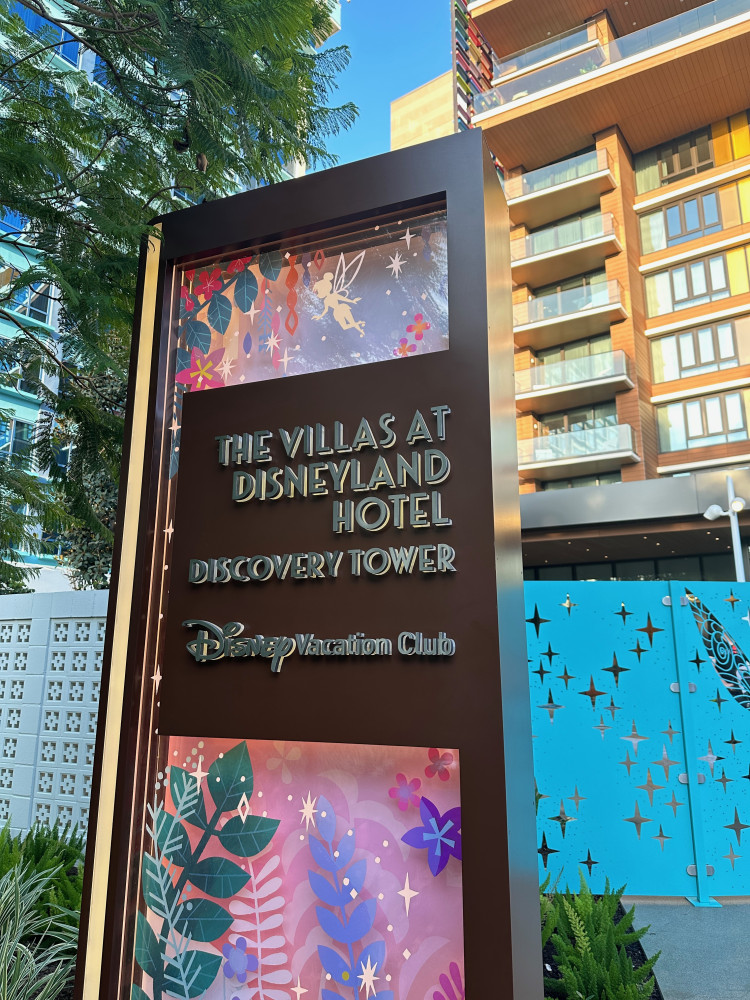 THE VILLAS AT
DISNEYLAND
HOTEL
DISCOVERY TOWER
Disney Vacation Club